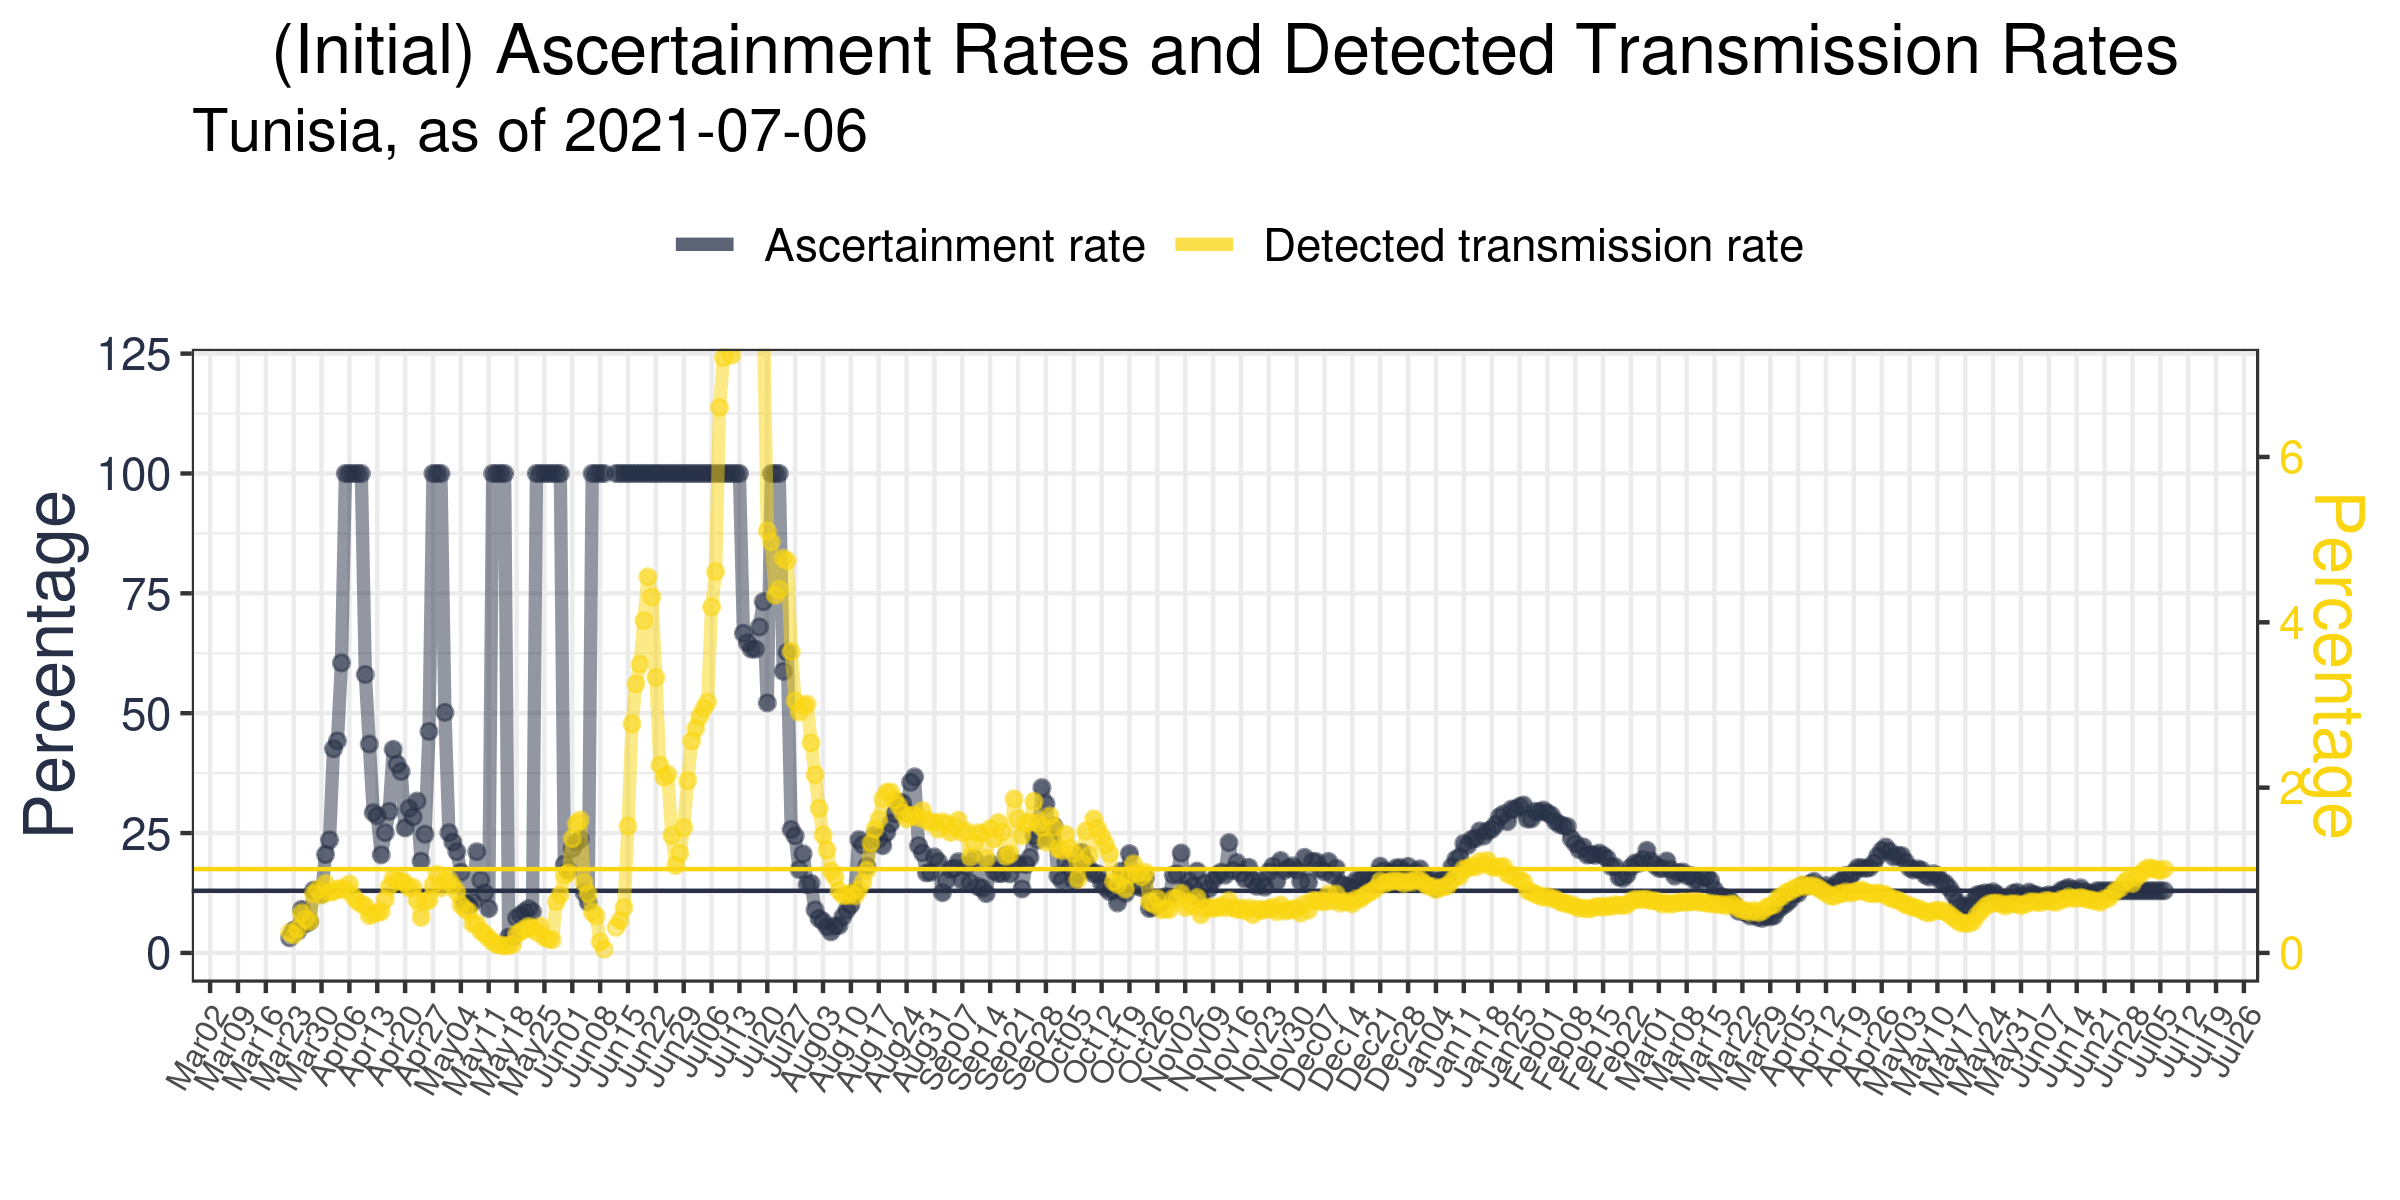 (Initial) Ascertainment Rates and Detected Transmission Rates
Tunisia, as of 2021-07-06
Ascertainment rate
Detected transmission rate
Percentage
125
100
75
50
25
0
6
4
2
0
Percentage
Mar02
Mar09
Mar16
Mar23
Mar30
Apr06
Apr13
Apr20
Apr27
May04
May11
May18
May25
Jun01
Jun08
Jun15
Jun22
Jun29
Jul06
Jul13
Jul20
Jul27
Aug03
Aug10
Aug17
Aug24
Aug31
Sep07
Sep14
Sep21
Sep28
Oct05
Oct12
Oct19
Oct26
Nov02
Nov09
Nov16
Nov23
Nov30
Dec07
Dec14
Dec21
Dec28
Jan04
Jan11
Jan18
Jan25
Feb01
Feb08
Feb15
Feb22
Mar01
Mar08
Mar15
Mar22
Mar29
Apr05
Apr12
Apr19
Apr26
May03
May10
May17
May24
May31
Jun07
Jun14
Jun21
Jun28
Jul05
Jul12
Jul19
Jul26